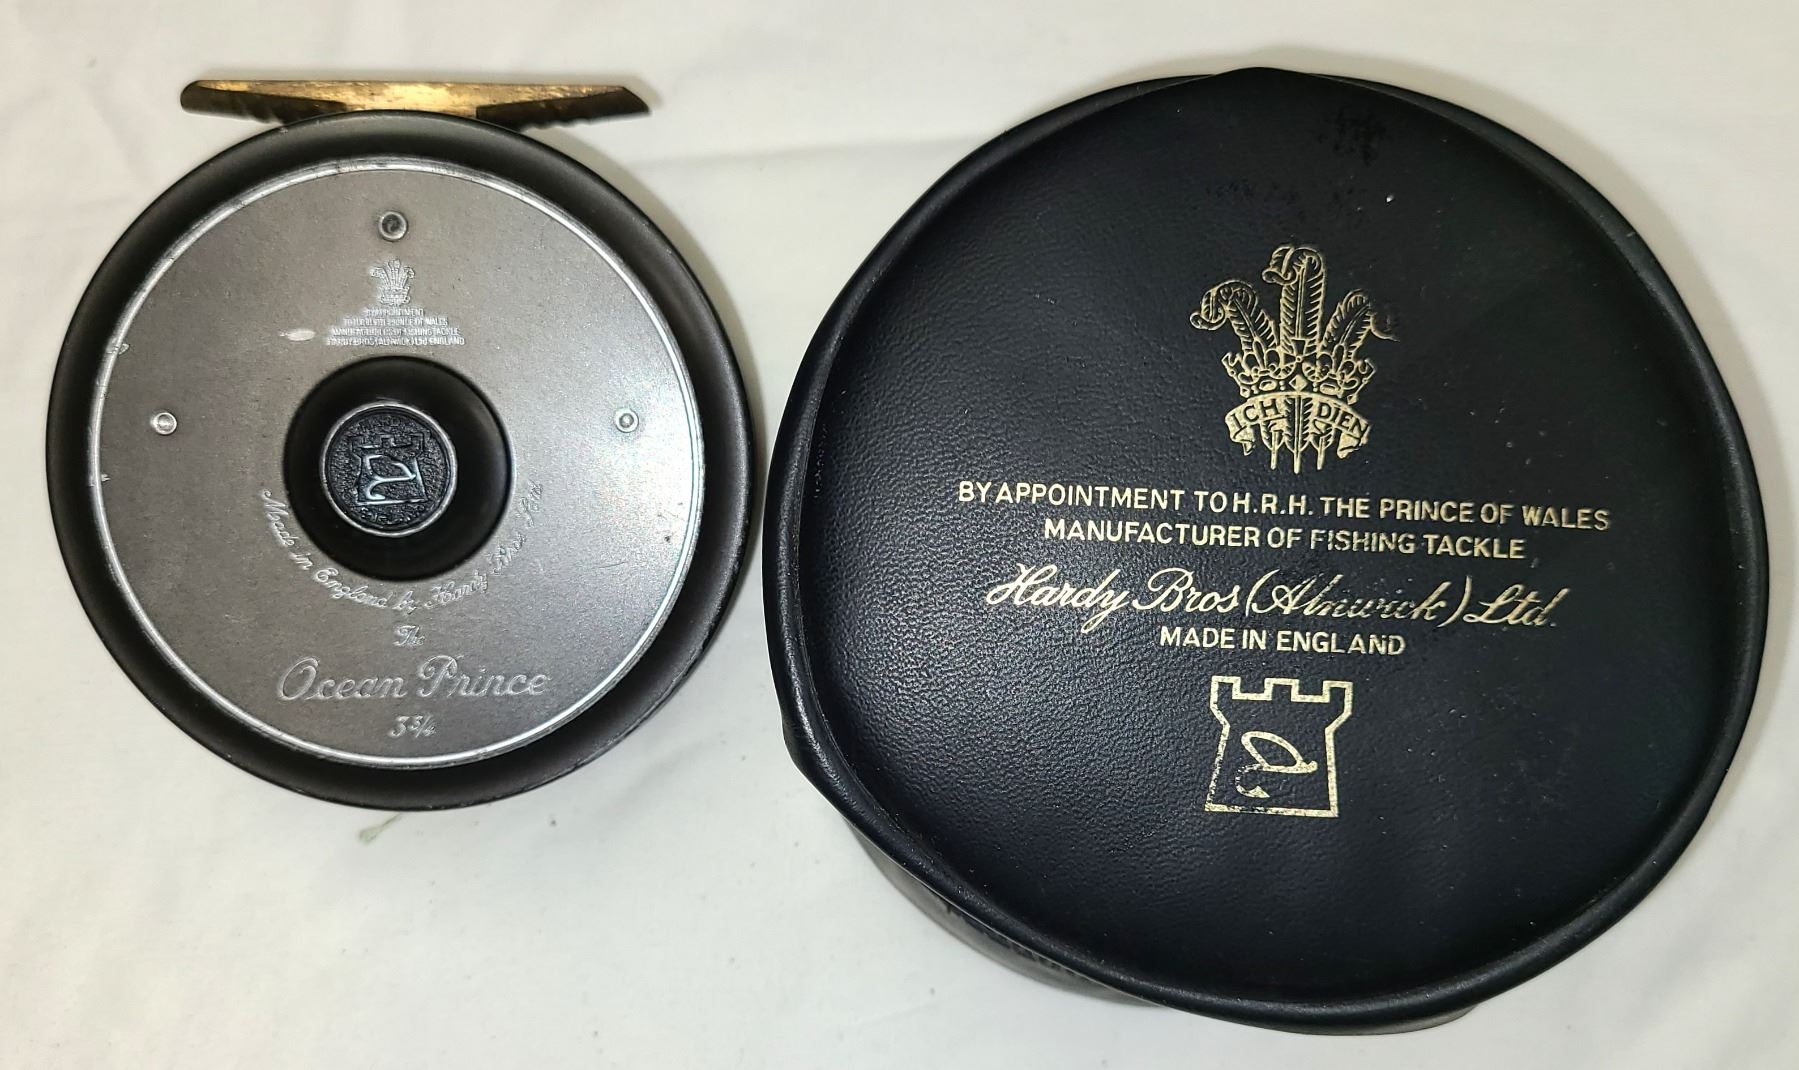 BY APPOINTMENT
TO H.R.H. THE PRINCE OF WALES
MANUFACTURERS OF FISHING TACKLE
HARDY BROS (ALNWICK) LTD ENGLAND
Made in England by Hardy Bros Ltd
The
Ocean Prince
3 3/4
ICH DIEN
BY APPOINTMENT TO H.R.H. THE PRINCE OF WALES
MANUFACTURER OF FISHING TACKLE
Hardy Bros (Alnwick) Ltd.
MADE IN ENGLAND